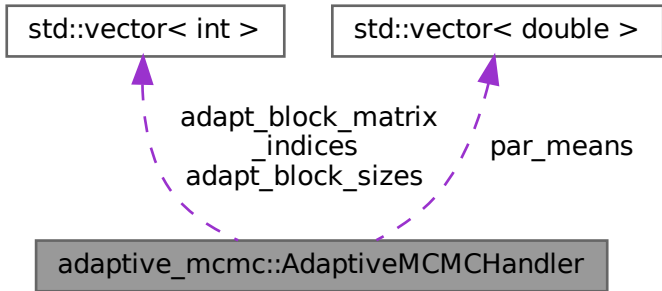 std::vector< int >
std::vector< double >
adapt_block_matrix
_indices
adapt_block_sizes
par_means
adaptive_mcmc::AdaptiveMCMCHandler